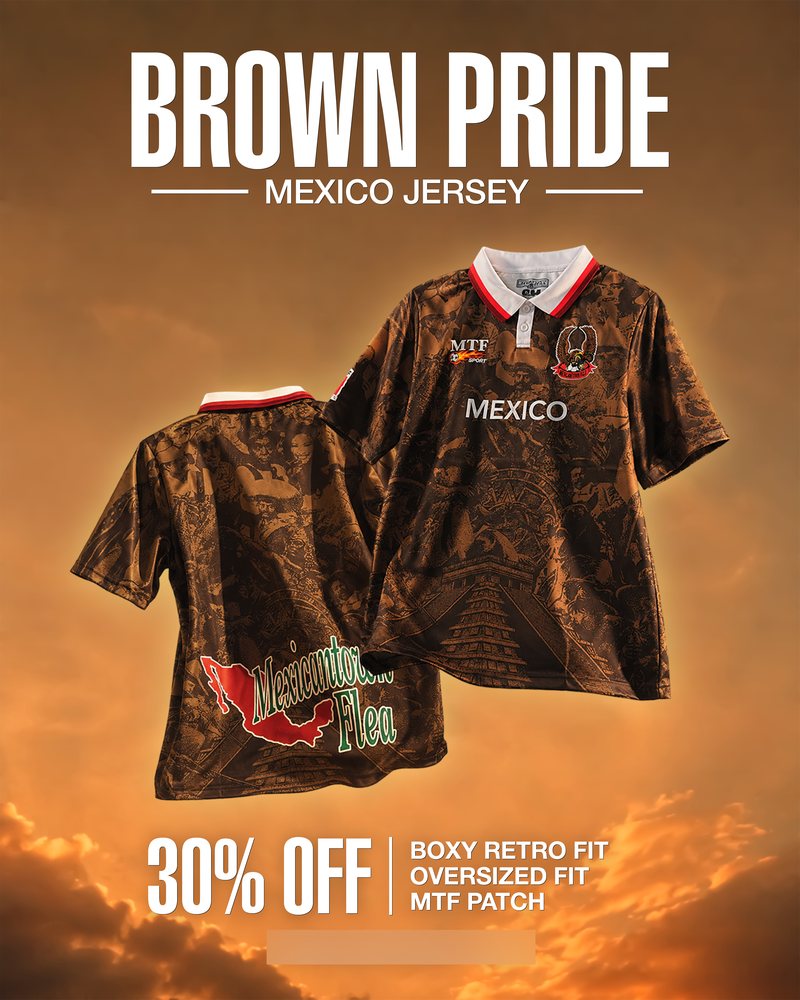 BROWN PRIDE
MEXICO JERSEY
MTF
SPORT
MEXICO
Flea
30% OFF
BOXY RETRO FIT
OVERSIZED FIT
MTF PATCH